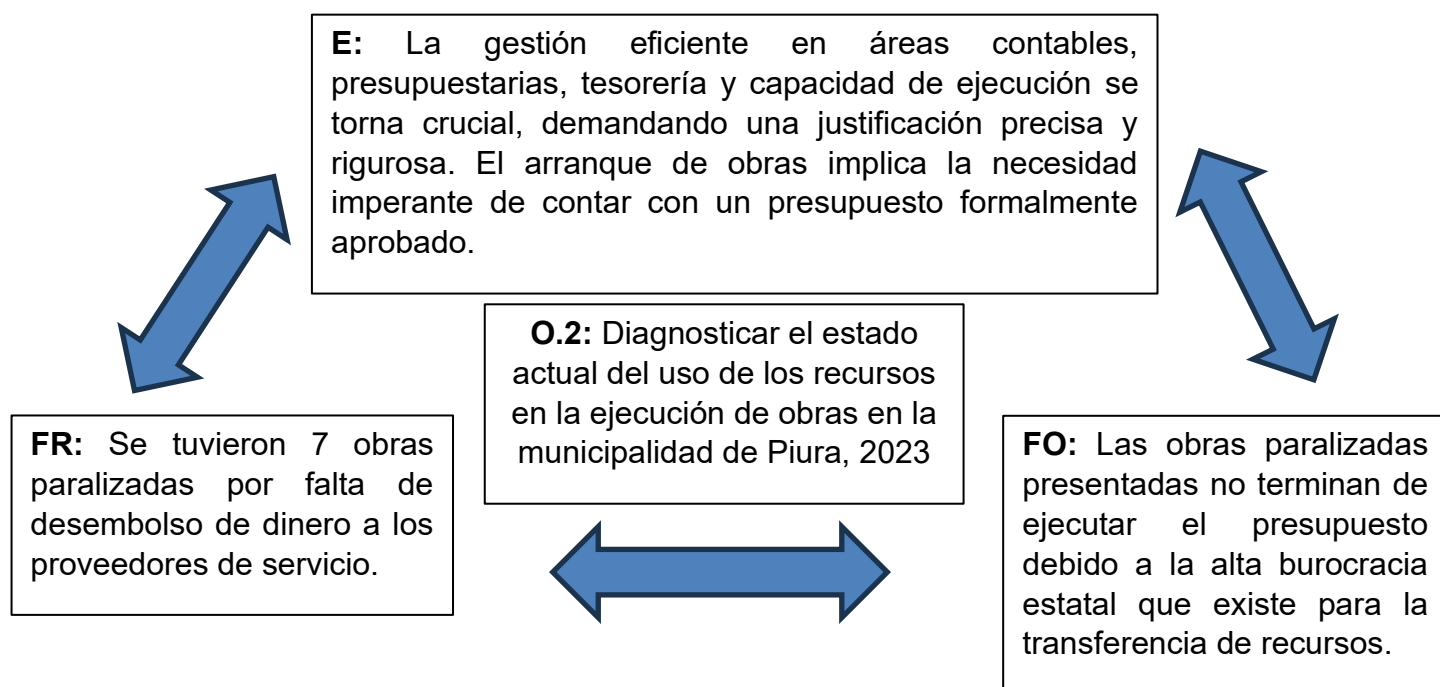 E: La gestión eficiente en áreas contables,
presupuestarias, tesorería y capacidad de ejecución se
torna crucial, demandando una justificación precisa y
rigurosa. El arranque de obras implica la necesidad
imperante de contar con un presupuesto formalmente
aprobado.
O.2: Diagnosticar el estado
actual del uso de los recursos
en la ejecución de obras en la
municipalidad de Piura, 2023
FR: Se tuvieron 7 obras
paralizadas por falta de
desembolso de dinero a los
proveedores de servicio.
FO: Las obras paralizadas
presentadas no terminan de
ejecutar el presupuesto
debido a la alta burocracia
estatal que existe para la
transferencia de recursos.